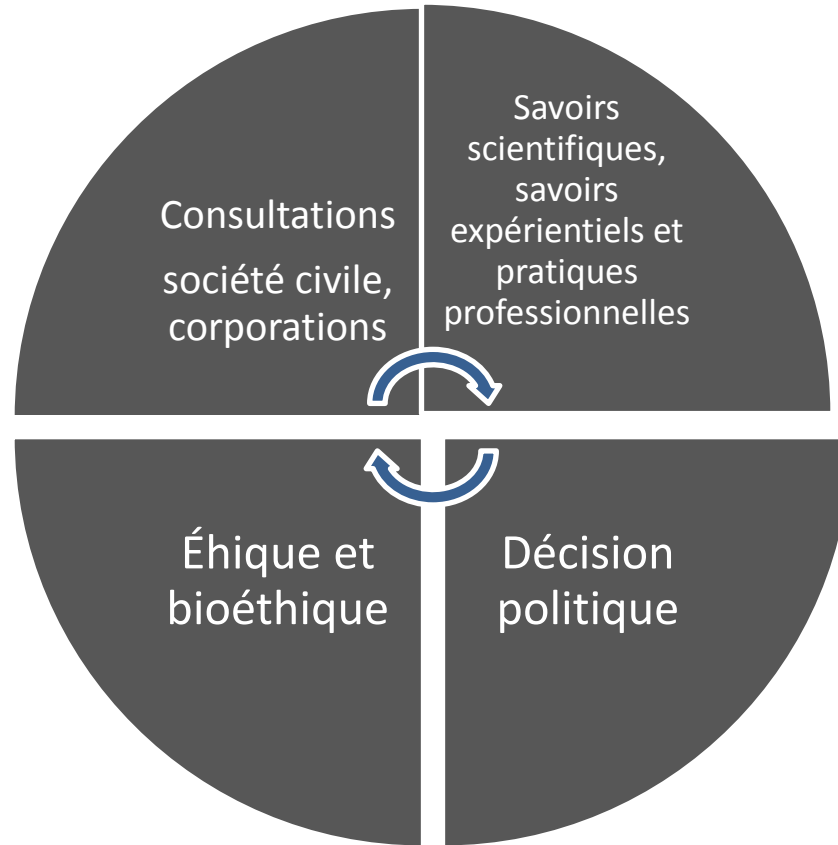 Consultations
société civile,
corporations
Savoirs
scientifiques,
savoirs
expérientiels et
pratiques
professionnelles
Éhique et
bioéthique
Décision
politique